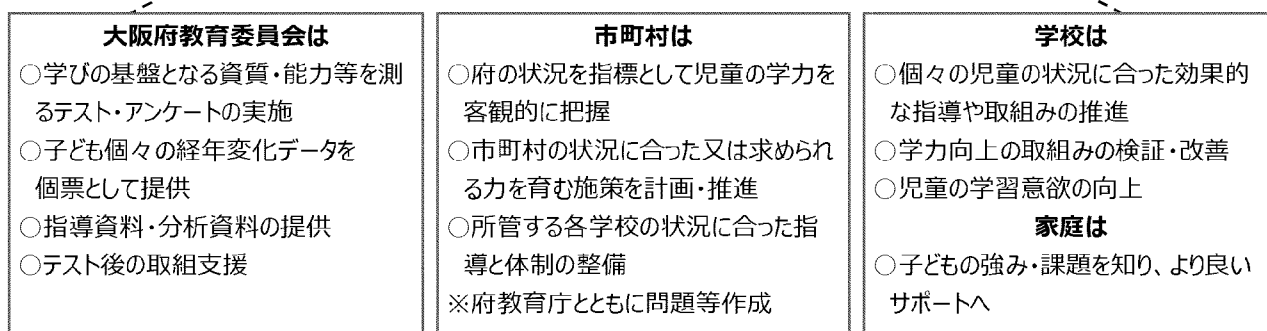 大阪府教育委員会は
○学びの基盤となる資質・能力等を測
るテスト・アンケートの実施
○子ども個々の経年変化データを
個票として提供
○指導資料・分析資料の提供
○テスト後の取組支援
市町村は
○府の状況を指標として児童の学力を
客観的に把握
○市町村の状況に合った又は求められ
る力を育む施策を計画・推進
○所管する各学校の状況に合った指
導と体制の整備
※府教育庁とともに問題等作成
学校は
○個々の児童の状況に合った効果的
な指導や取組みの推進
○学力向上の取組みの検証・改善
○児童の学習意欲の向上
家庭は
○子どもの強み・課題を知り、より良い
サポートへ